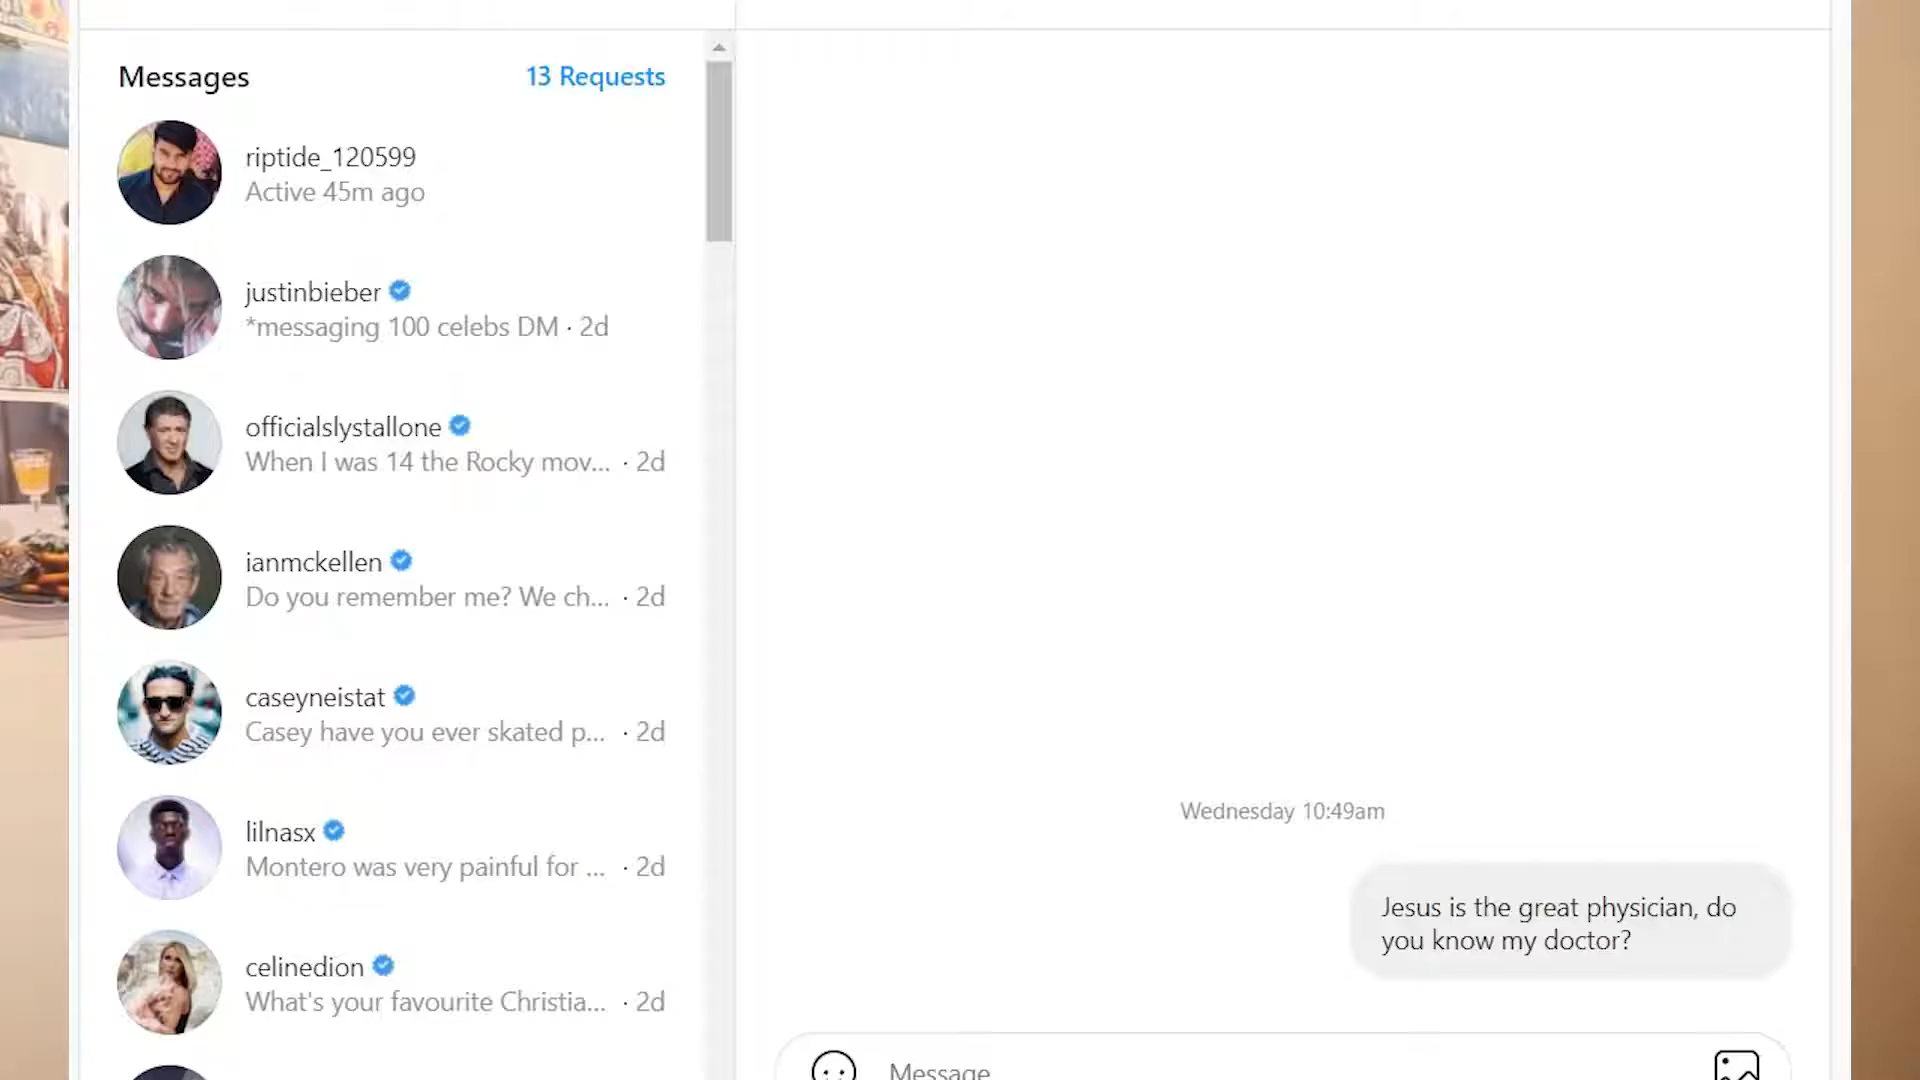 Messages
13 Requests
riptide_120599
Active 45m ago
justinbieber
*messaging 100 celebs DM · 2d
officialslystallone
When I was 14 the Rocky mov... · 2d
ianmckellen
Do you remember me? We ch... · 2d
caseyneistat
Casey have you ever skated p... · 2d
lilnasx
Montero was very painful for ... · 2d
celinedion
What's your favourite Christia... · 2d
Wednesday 10:49am
Jesus is the great physician, do
you know my doctor?
Message